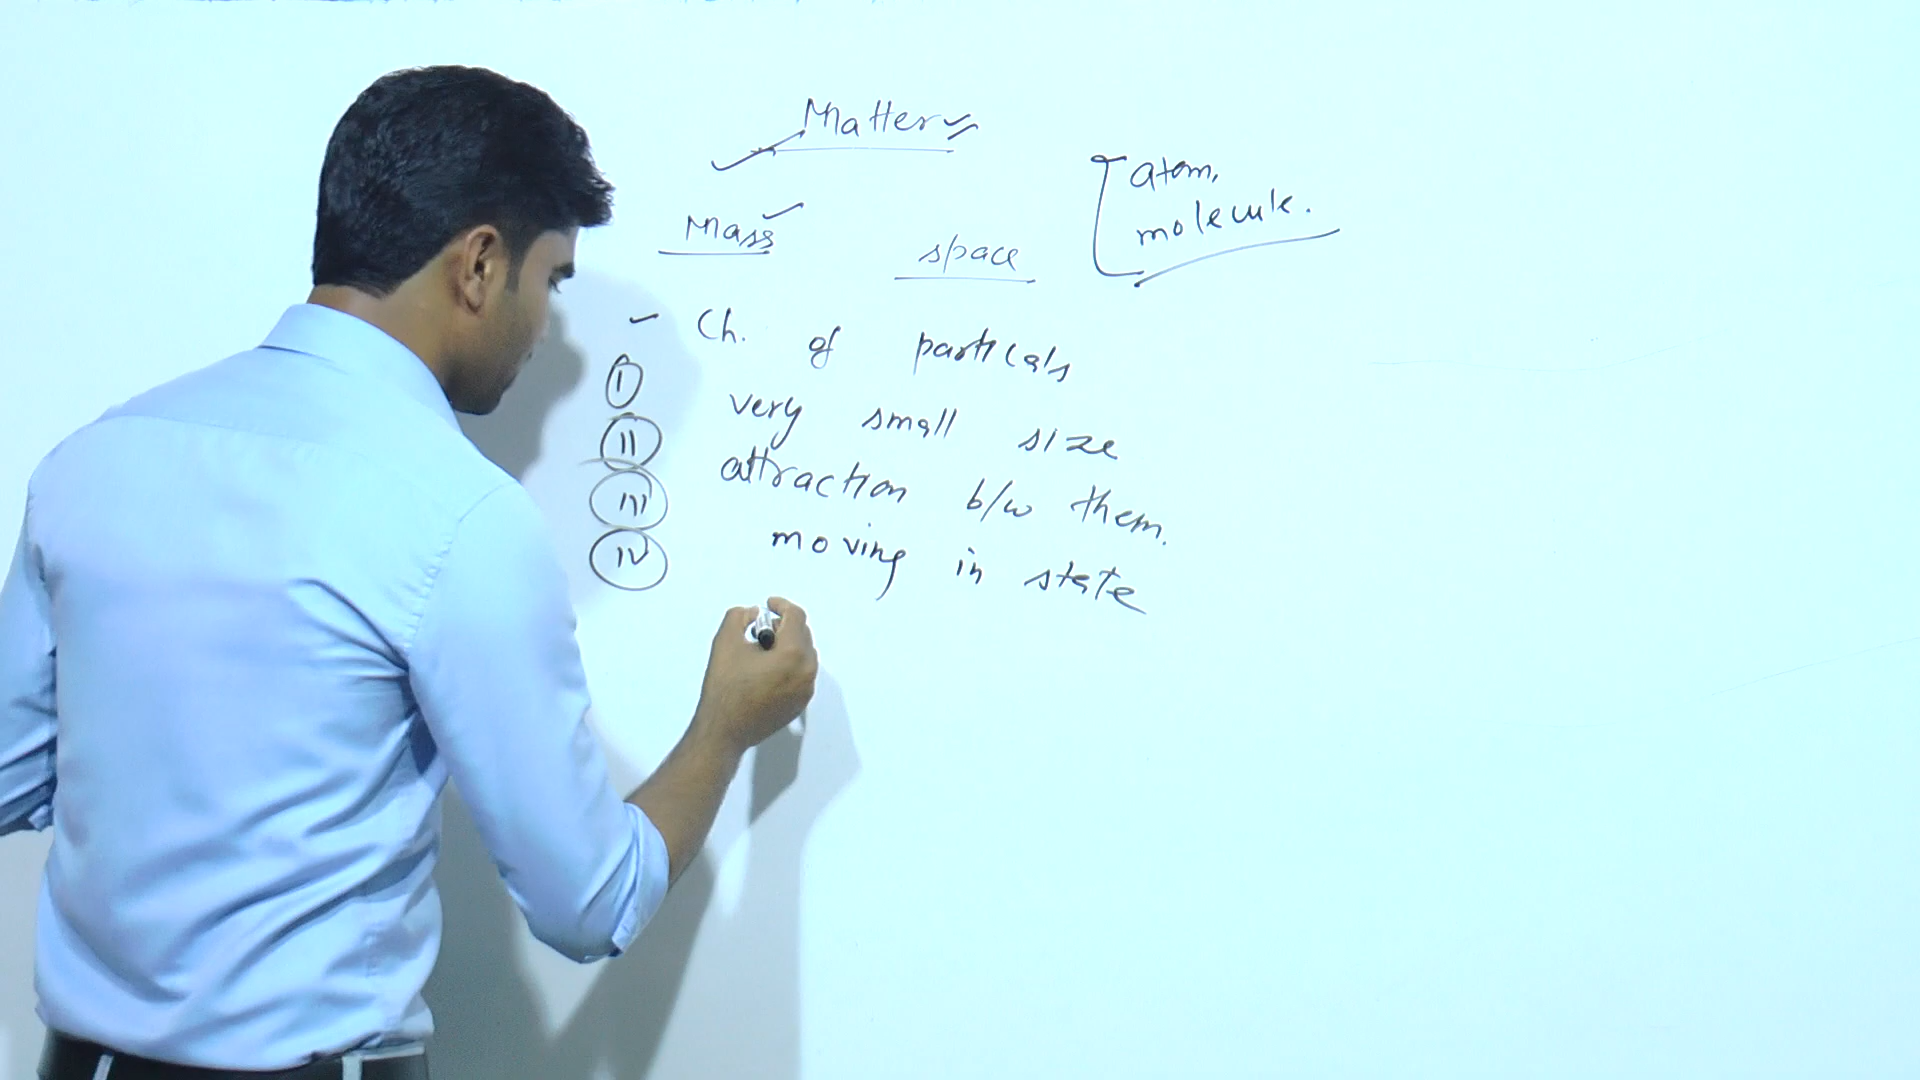 Matter
atom,
molecule.
Mass
space
Ch. of particals
I very small size
II attraction b/w them.
III moving in state
IV